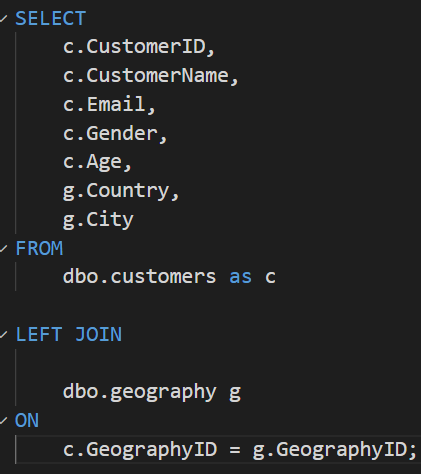 SELECT
c.CustomerID,
c.CustomerName,
c.Email,
c.Gender,
c.Age,
g.Country,
g.City
FROM
dbo.customers as c
LEFT JOIN
dbo.geography g
ON
c.GeographyID = g.GeographyID;